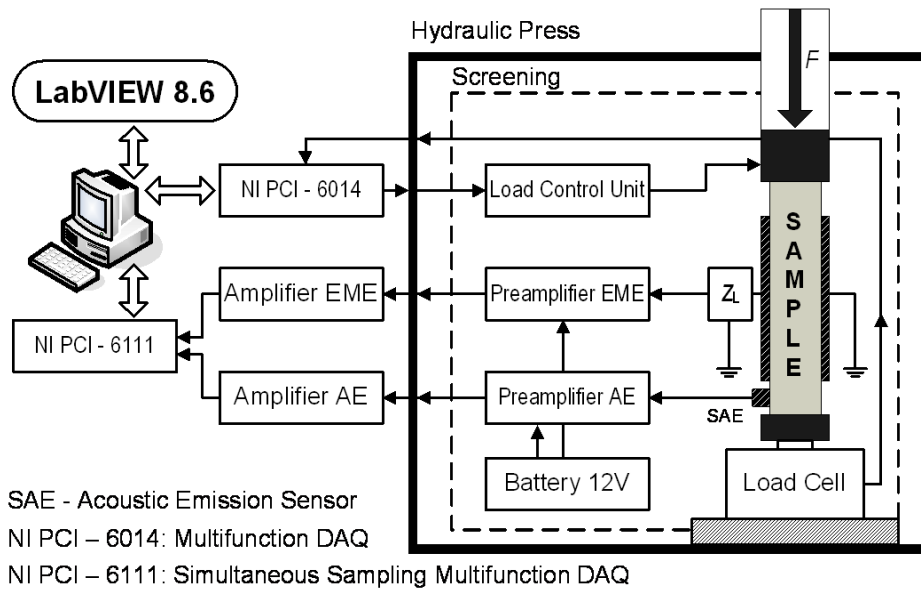 Hydraulic Press
F
Screening
LabVIEW 8.6
NI PCI - 6014
Load Control Unit
SAMPLE
Amplifier EME
Preamplifier EME
ZL
NI PCI - 6111
Amplifier AE
Preamplifier AE
SAE
Battery 12V
Load Cell
SAE - Acoustic Emission Sensor
NI PCI – 6014: Multifunction DAQ
NI PCI – 6111: Simultaneous Sampling Multifunction DAQ